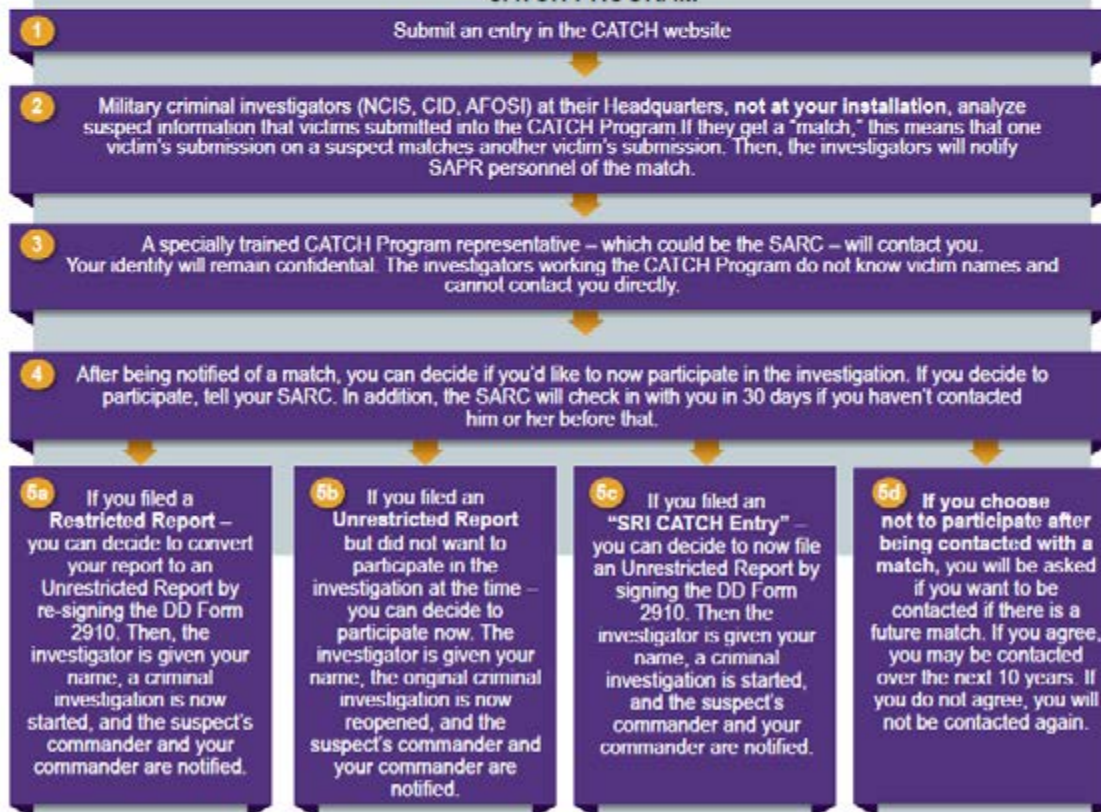 1
Submit an entry in the CATCH website
2
Military criminal investigators (NCIS, CID, AFOSI) at their Headquarters, not at your installation, analyze
suspect information that victims submitted into the CATCH Program.If they get a "match," this means that one
victim's submission on a suspect matches another victim's submission. Then, the investigators will notify
SAPR personnel of the match.
3
A specially trained CATCH Program representative – which could be the SARC – will contact you.
Your identity will remain confidential. The investigators working the CATCH Program do not know victim names and
cannot contact you directly.
4
After being notified of a match, you can decide if you'd like to now participate in the investigation. If you decide to
participate, tell your SARC. In addition, the SARC will check in with you in 30 days if you haven't contacted
him or her before that.
5a
If you filed a
Restricted Report –
you can decide to convert
your report to an
Unrestricted Report by
re-signing the DD Form
2910. Then, the
investigator is given your
name, a criminal
investigation is now
started, and the suspect's
commander and your
commander are notified.
5b
If you filed an
Unrestricted Report
but did not want to
participate in the
investigation at the time –
you can decide to
participate now. The
investigator is given your
name, the original criminal
investigation is now
reopened, and the
suspect's commander and
your commander are
notified.
5c
If you filed an
"SRI CATCH Entry" –
you can decide to now file
an Unrestricted Report by
signing the DD Form
2910. Then the
investigator is given your
name, a criminal
investigation is started,
and the suspect's
commander and your
commander are notified.
5d
If you choose
not to participate after
being contacted with a
match, you will be asked
if you want to be
contacted if there is a
future match. If you agree,
you may be contacted
over the next 10 years. If
you do not agree, you will
not be contacted again.